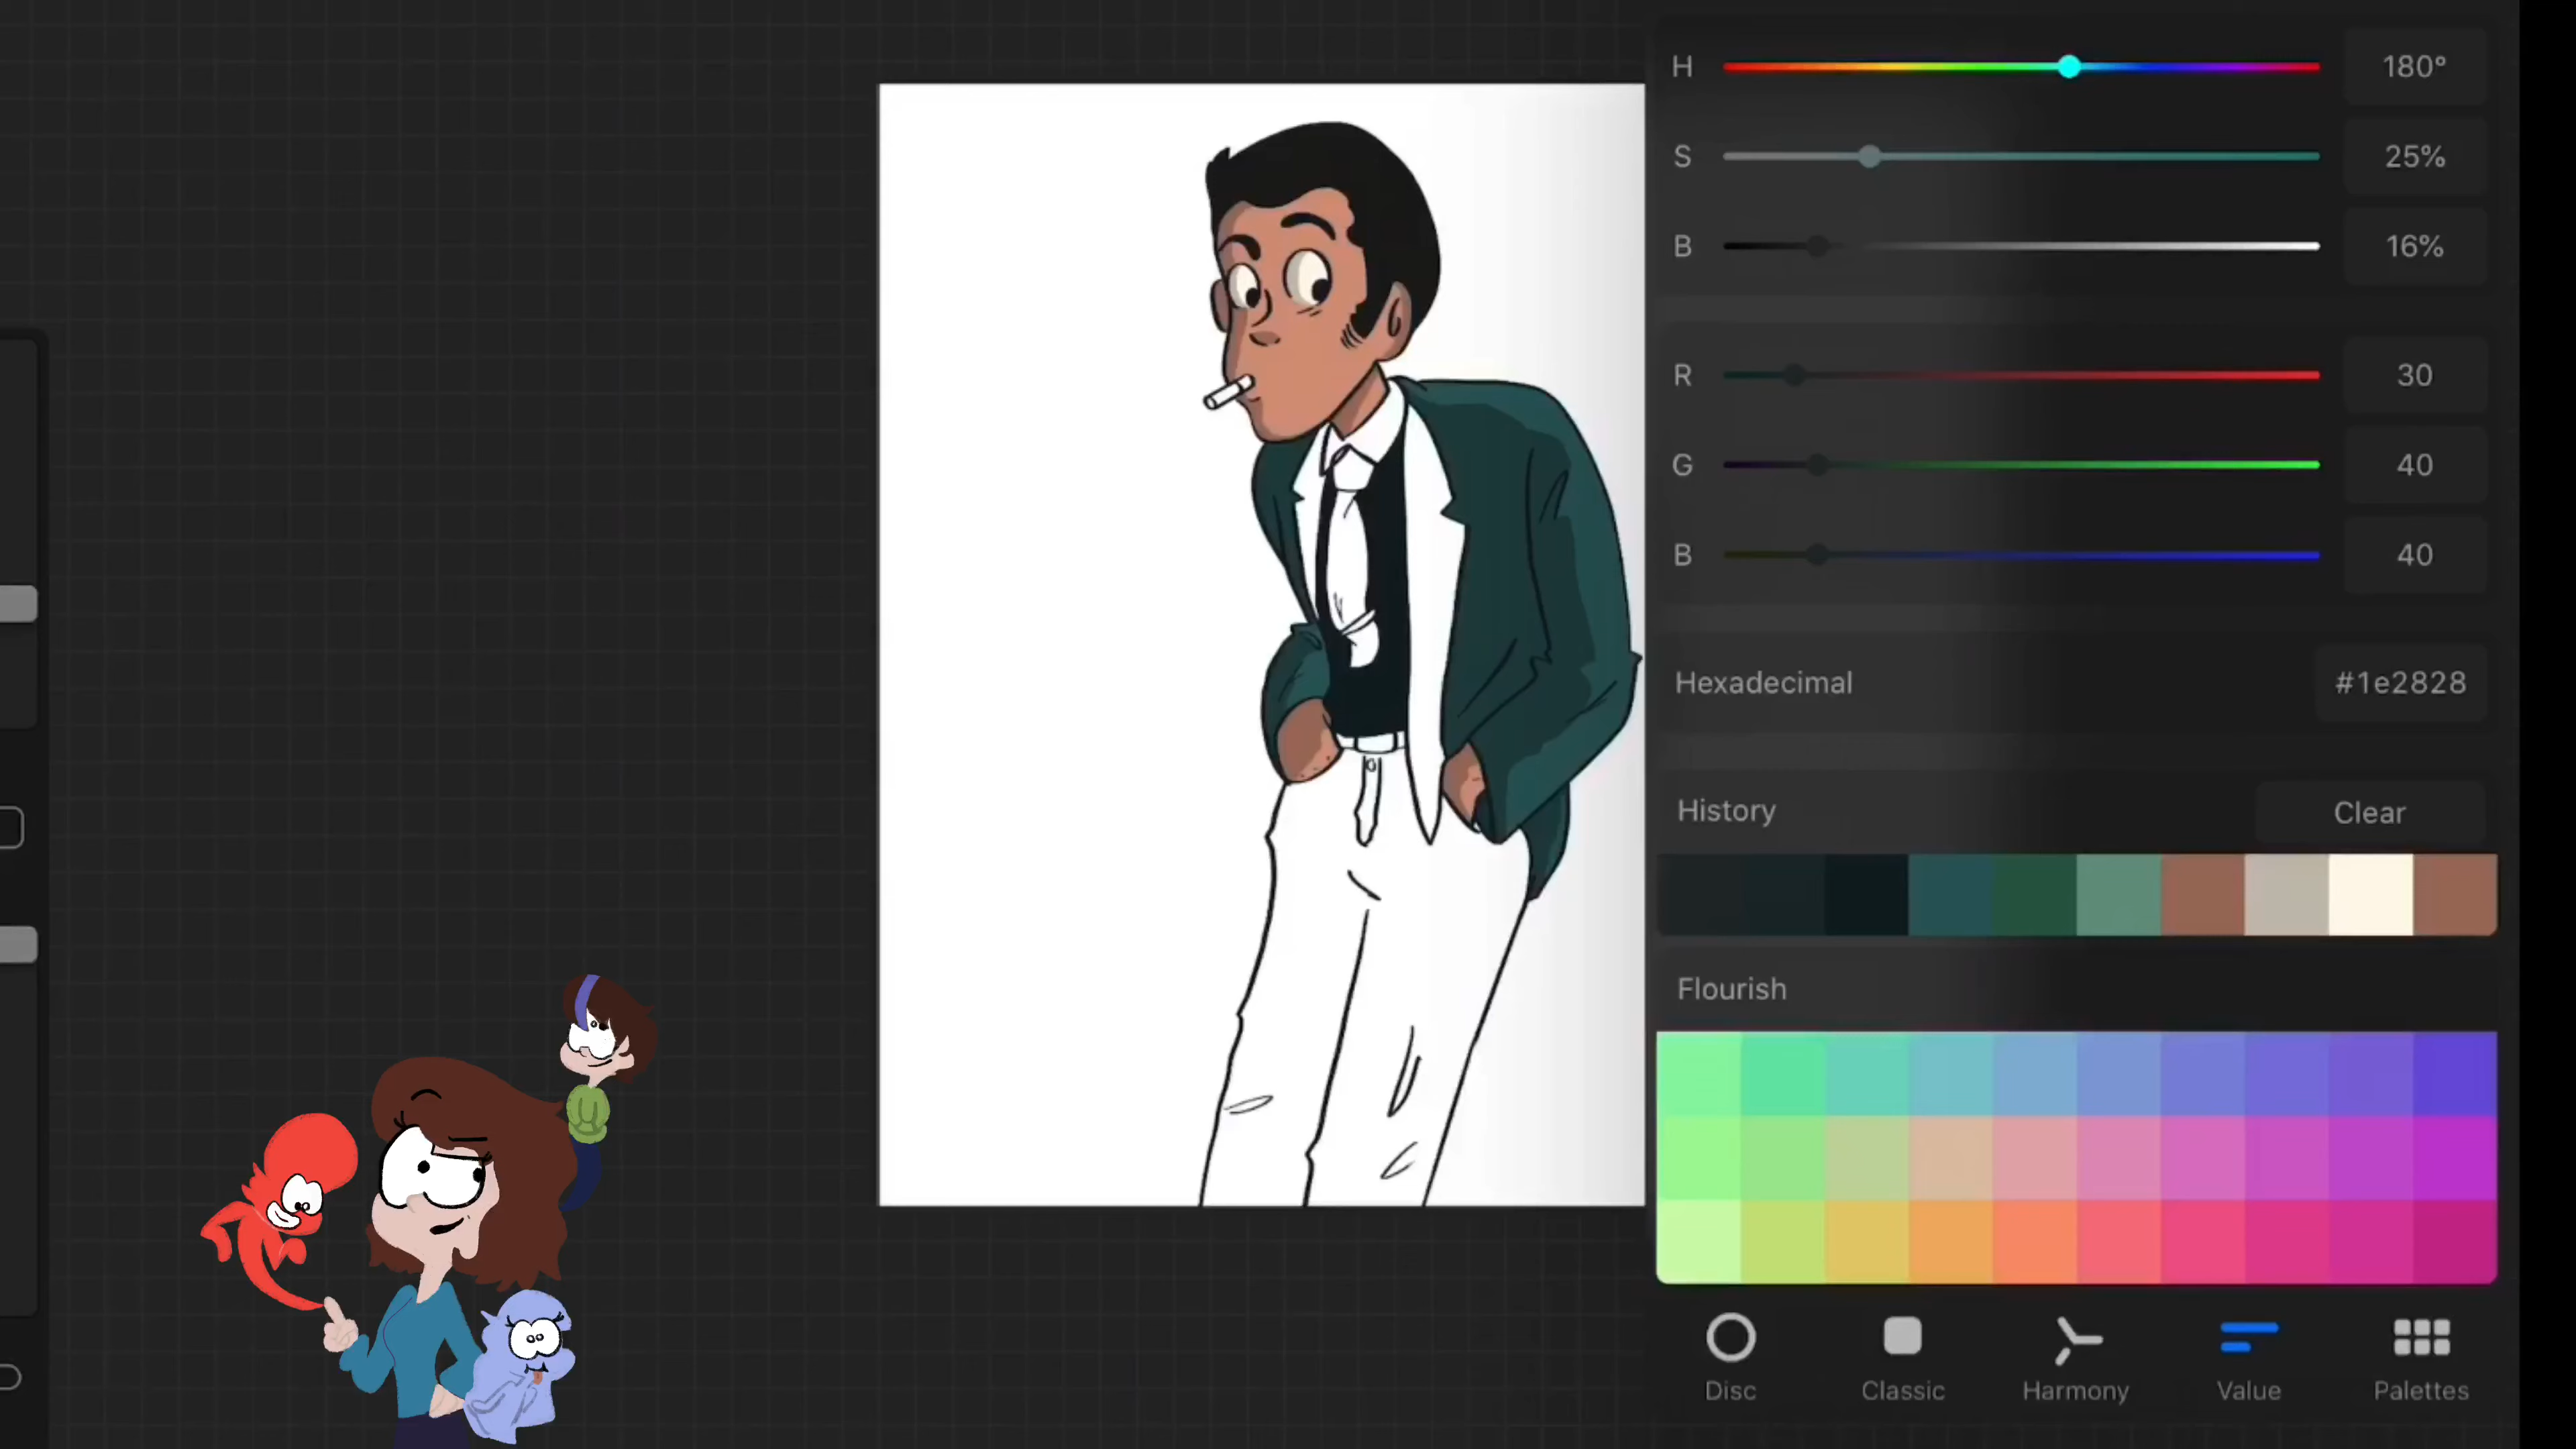 H 180°
S 25%
B 16%
R 30
G 40
B 40
Hexadecimal #1e2828
History Clear
Flourish
Disc Classic Harmony Value Palettes